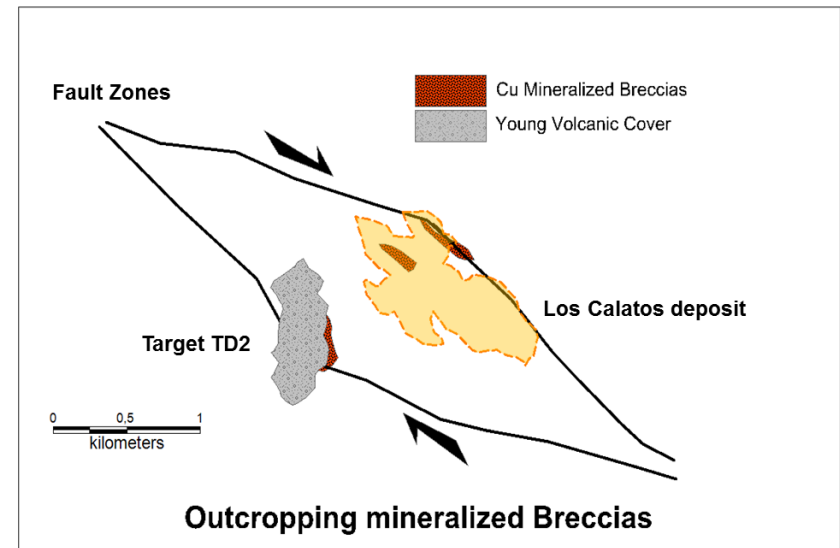 Fault Zones
Cu Mineralized Breccias
Young Volcanic Cover
Los Calatos deposit
Target TD2
0 0,5 1
kilometers
Outcropping mineralized Breccias